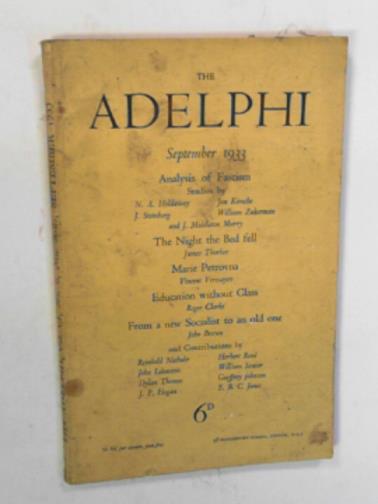 THE
ADELPHI
September 1933
Analysis of Fascism
Studies by
N. A. Holdaway Jon Kimche
J. Steinberg William Zukerman
and J. Middleton Murry
The Night the Bed fell
James Thurber
Marie Petrovna
Vincent
Education without Class
Roger Clarke
From a new Socialist to an old one
John Brown
and Contributions by
Reinhold Niebuhr Herbert Read
John Lehmann William Soutar
Dylan Thomas Geoffrey Johnson
J. P. Hogan E. B. C. Jones
6D